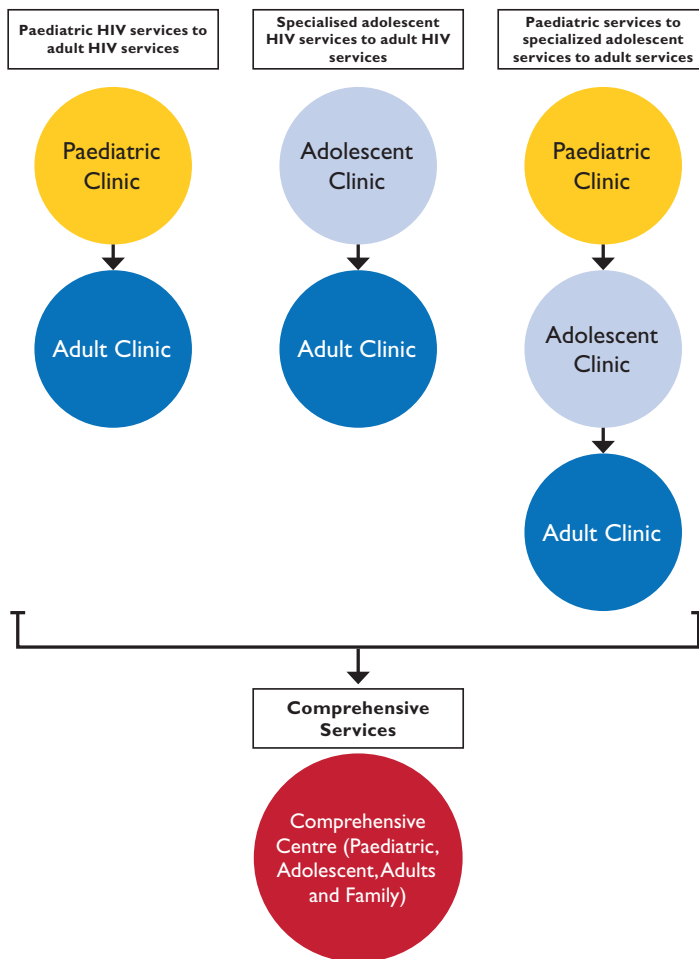 Paediatric HIV services to
adult HIV services
Specialised adolescent
HIV services to adult HIV
services
Paediatric services to
specialized adolescent
services to adult services
Paediatric
Clinic
Adult Clinic
Adolescent
Clinic
Adult Clinic
Paediatric
Clinic
Adolescent
Clinic
Adult Clinic
Comprehensive
Services
Comprehensive
Centre (Paediatric,
Adolescent, Adults
and Family)